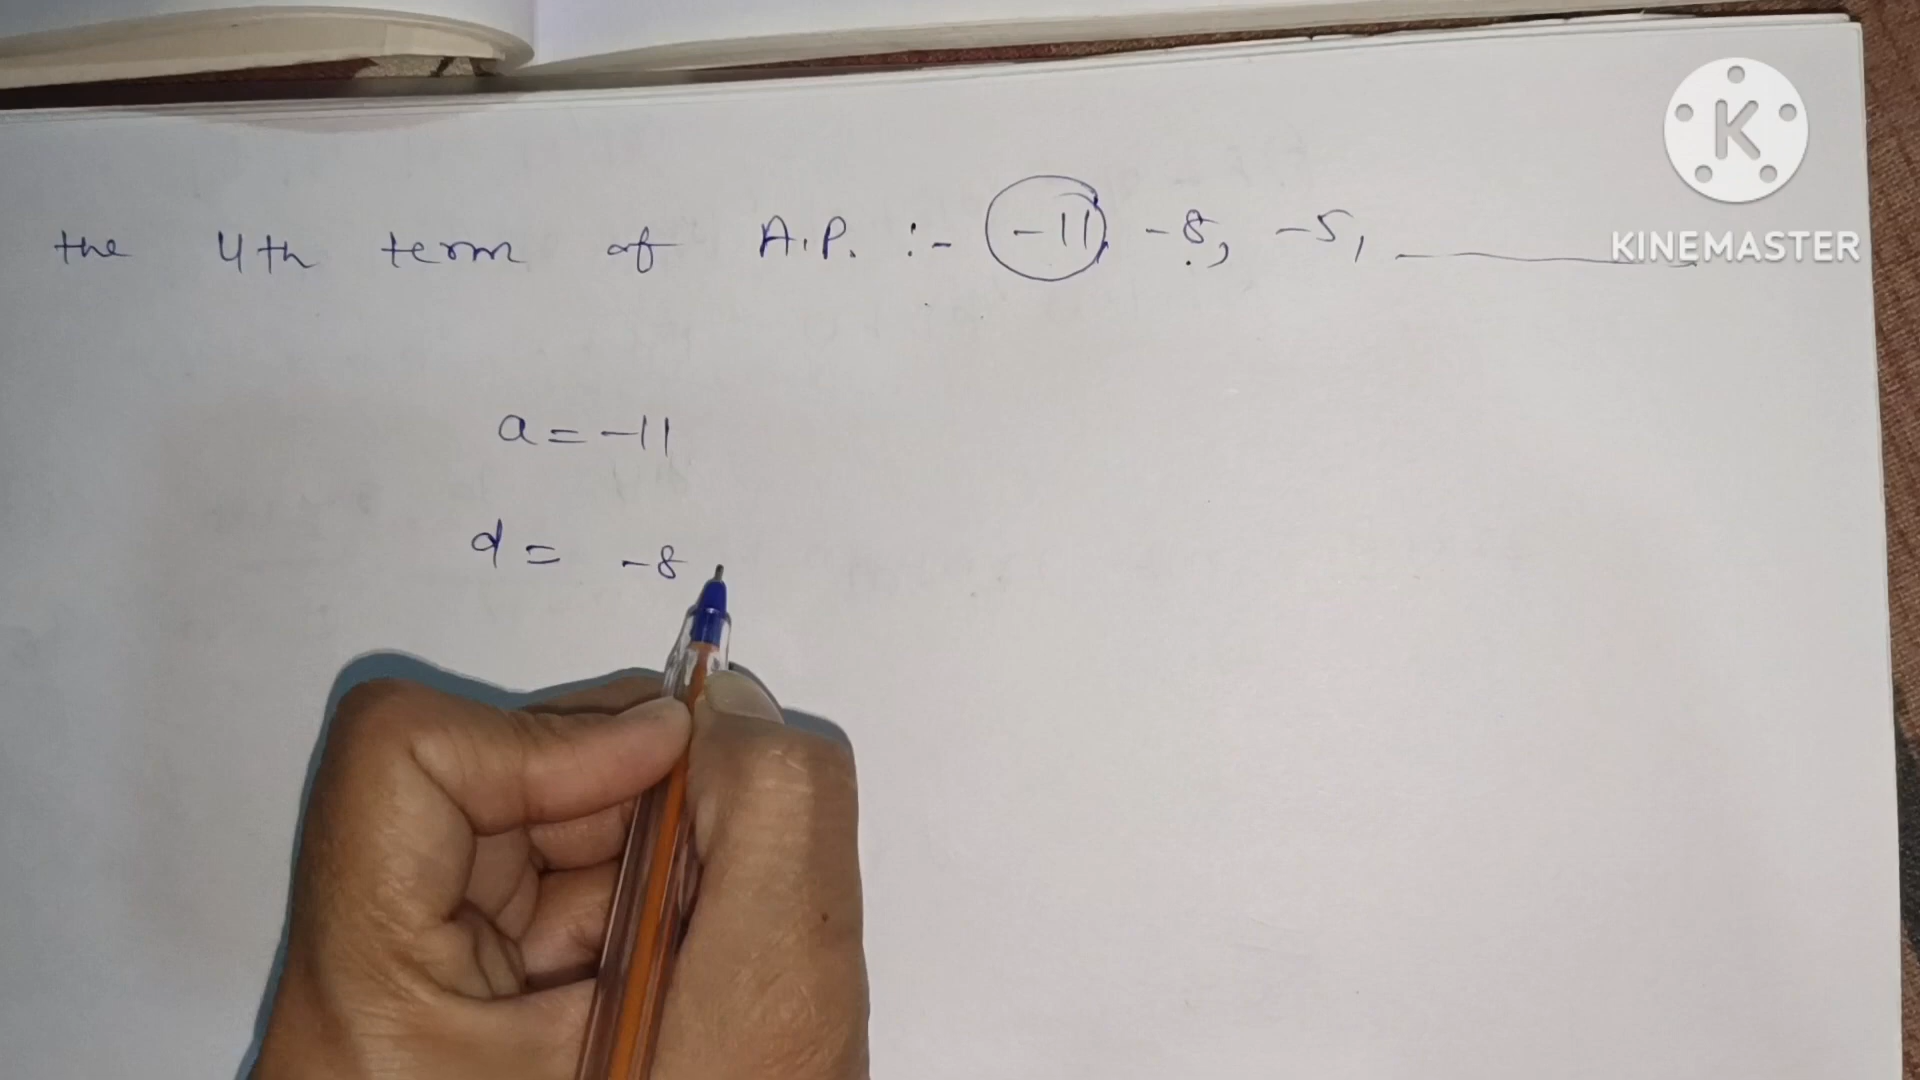 the 4th term of A.P. :- -11, -8, -5, ______
K
KINEMASTER
a = -11
d = -8